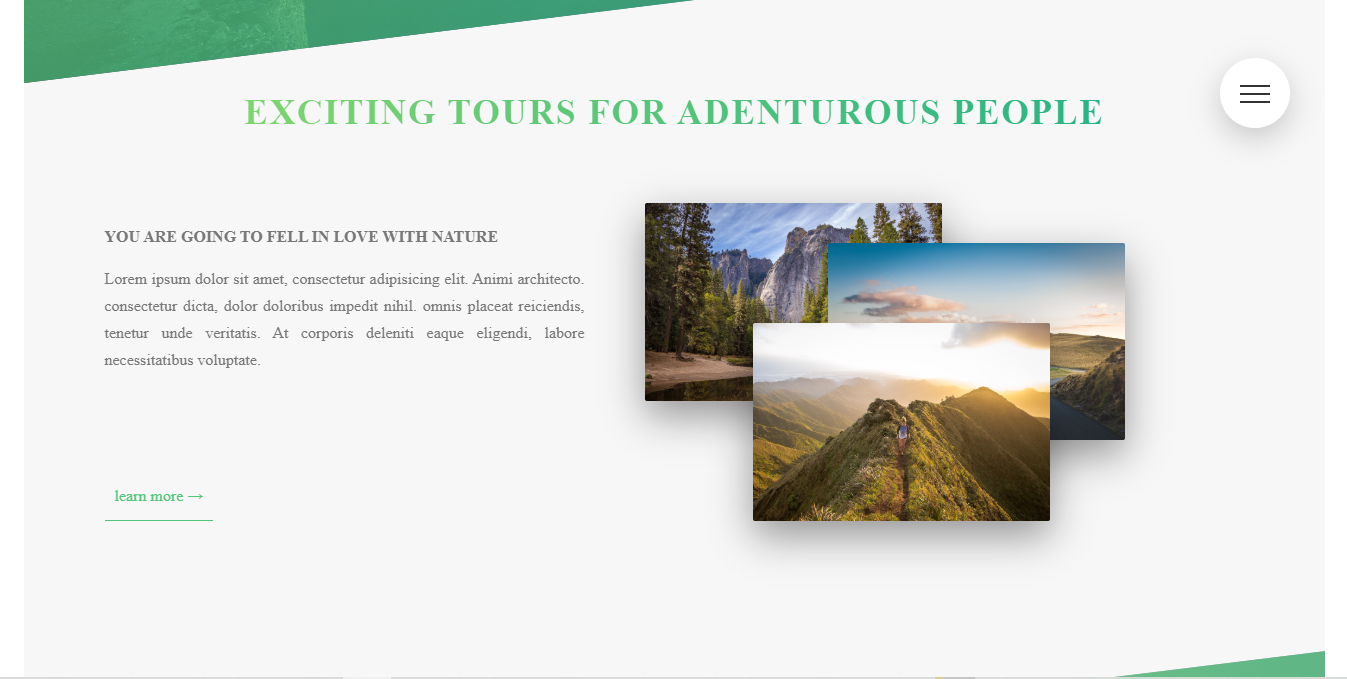 EXCITING TOURS FOR ADENTUROUS PEOPLE
YOU ARE GOING TO FELL IN LOVE WITH NATURE
Lorem ipsum dolor sit amet, consectetur adipisicing elit. Animi architecto.
consectetur dicta, dolor doloribus impedit nihil. omnis placeat reiciendis,
tenetur unde veritatis. At corporis deleniti eaque eligendi, labore
necessitatibus voluptate.
learn more →